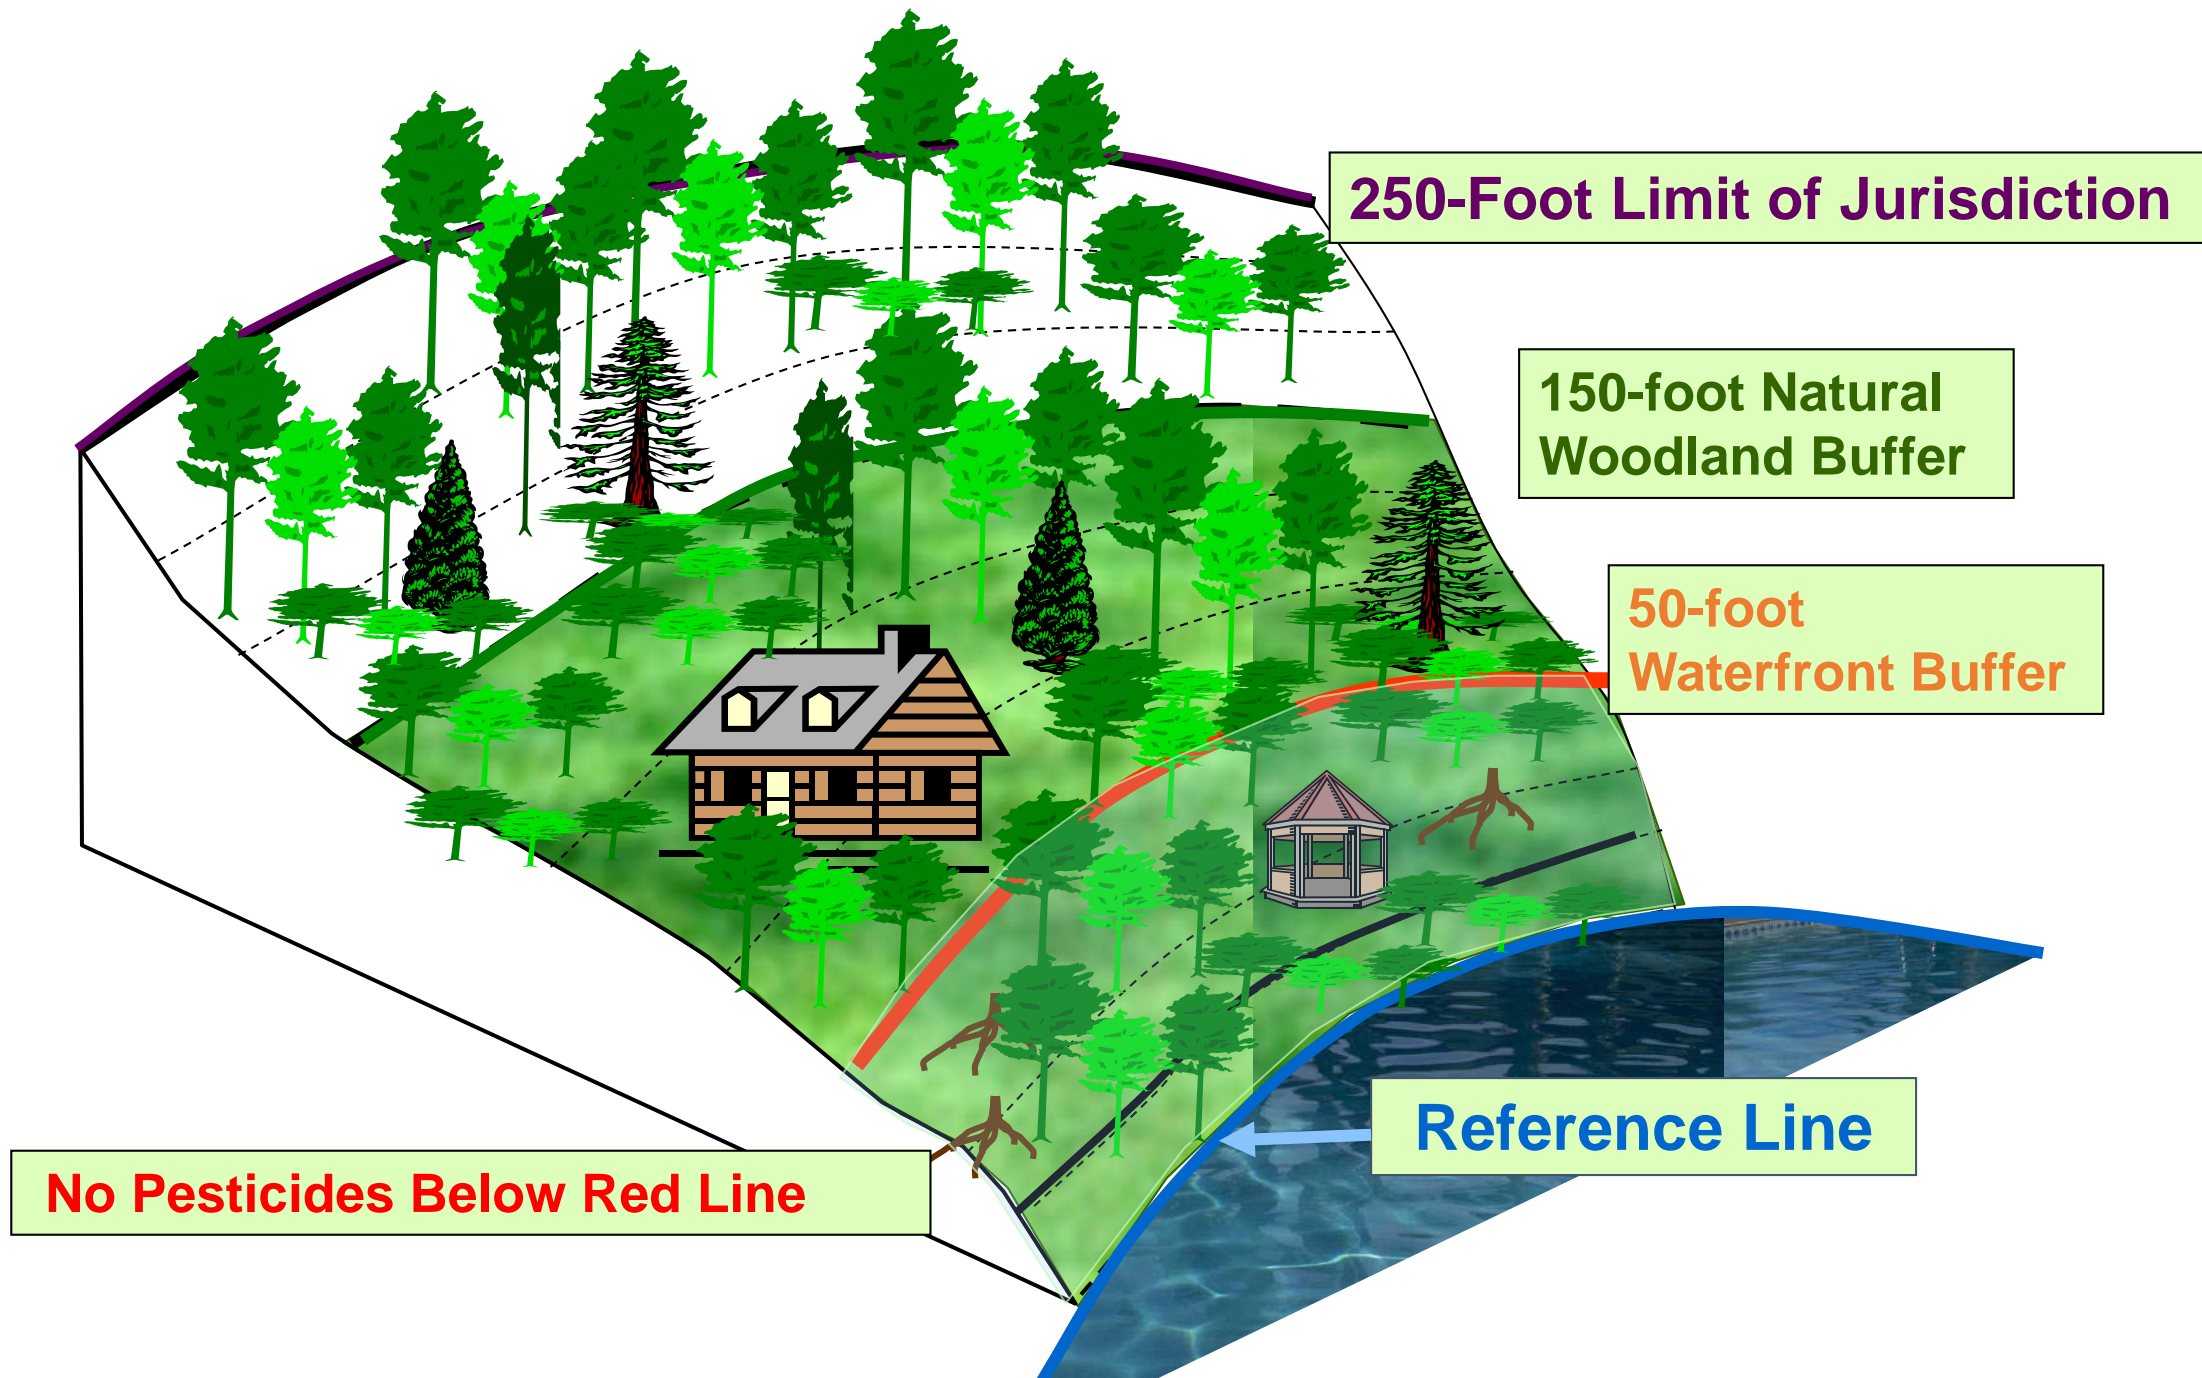 250-Foot Limit of Jurisdiction
150-foot Natural
Woodland Buffer
50-foot
Waterfront Buffer
Reference Line
No Pesticides Below Red Line